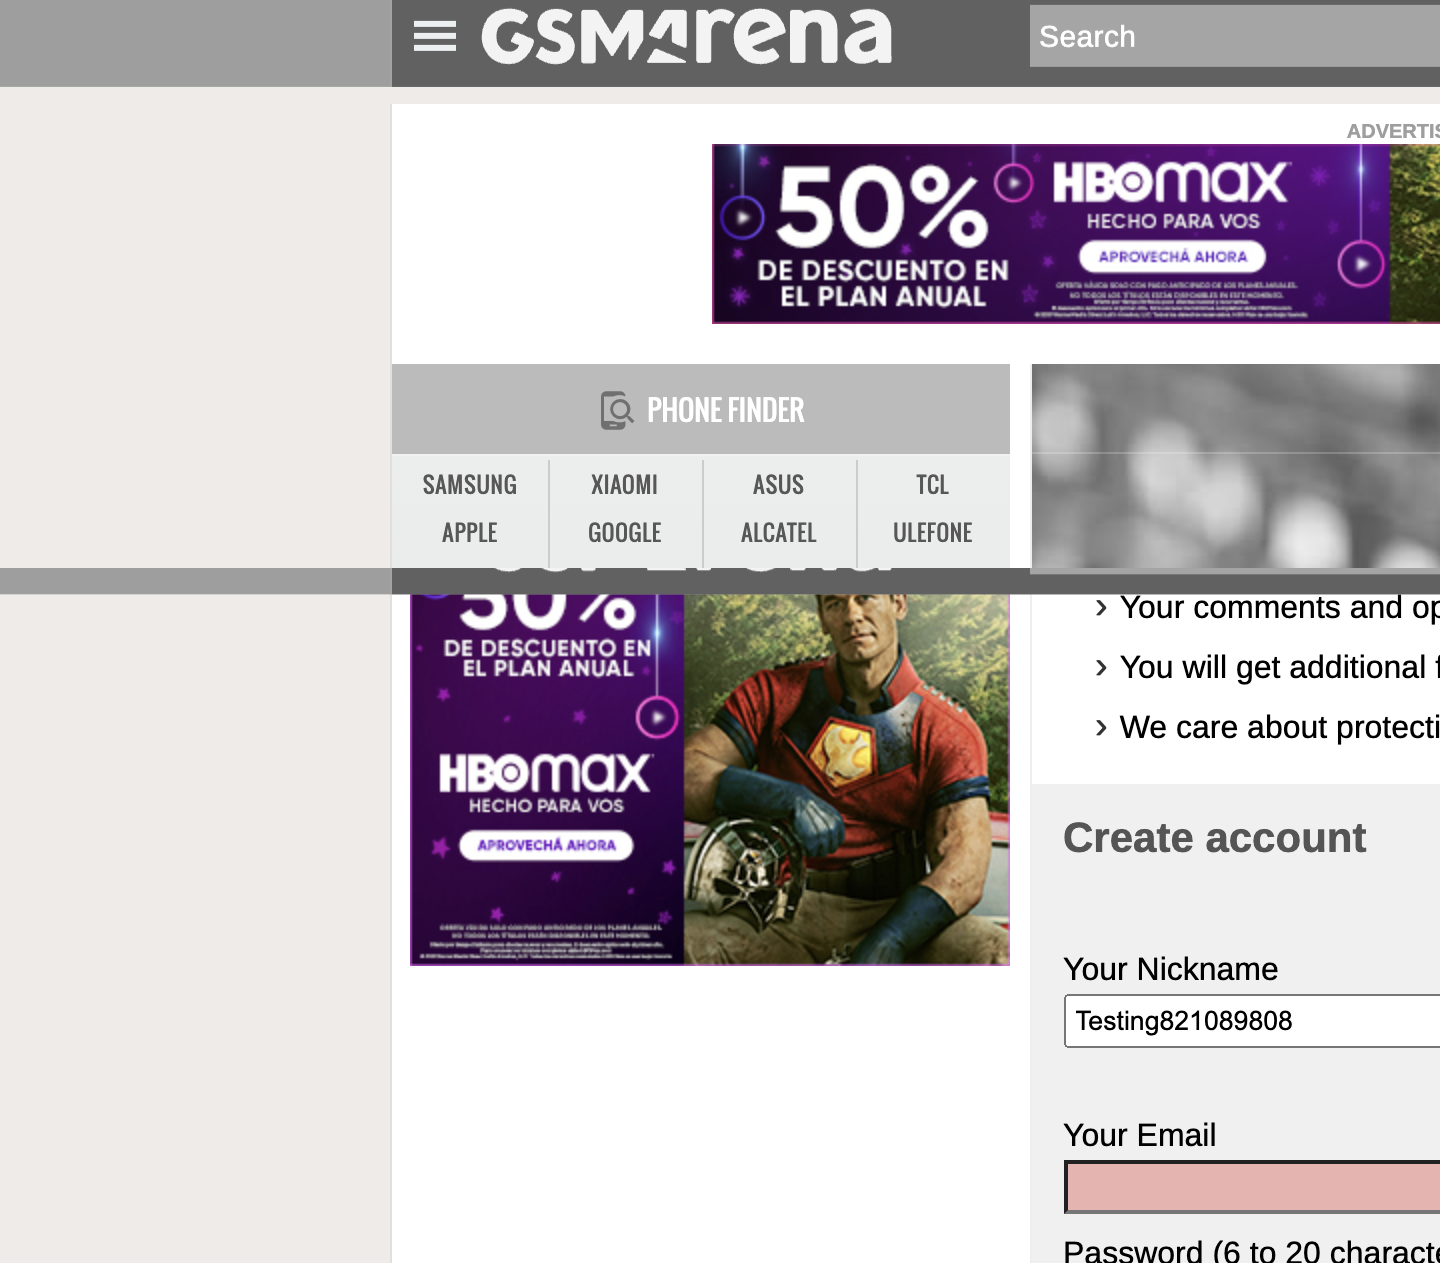 GSMArena
Search
ADVERTIS
50%
DE DESCUENTO EN
EL PLAN ANUAL
HBOmax
HECHO PARA VOS
APROVECHÁ AHORA
PHONE FINDER
SAMSUNG XIAOMI ASUS TCL
APPLE GOOGLE ALCATEL ULEFONE
50%
DE DESCUENTO EN
EL PLAN ANUAL
HBOmax
HECHO PARA VOS
APROVECHÁ AHORA
› Your comments and op
› You will get additional f
› We care about protecti
Create account
Your Nickname
Testing821089808
Your Email
Password (6 to 20 characte